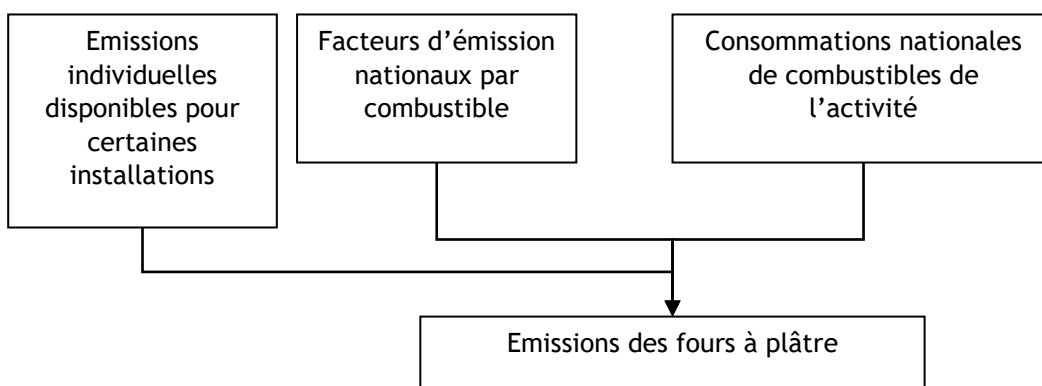 Emissions
individuelles
disponibles pour
certaines
installations
Facteurs d'émission
nationaux par
combustible
Consommations nationales
de combustibles de
l'activité
Emissions des fours à plâtre